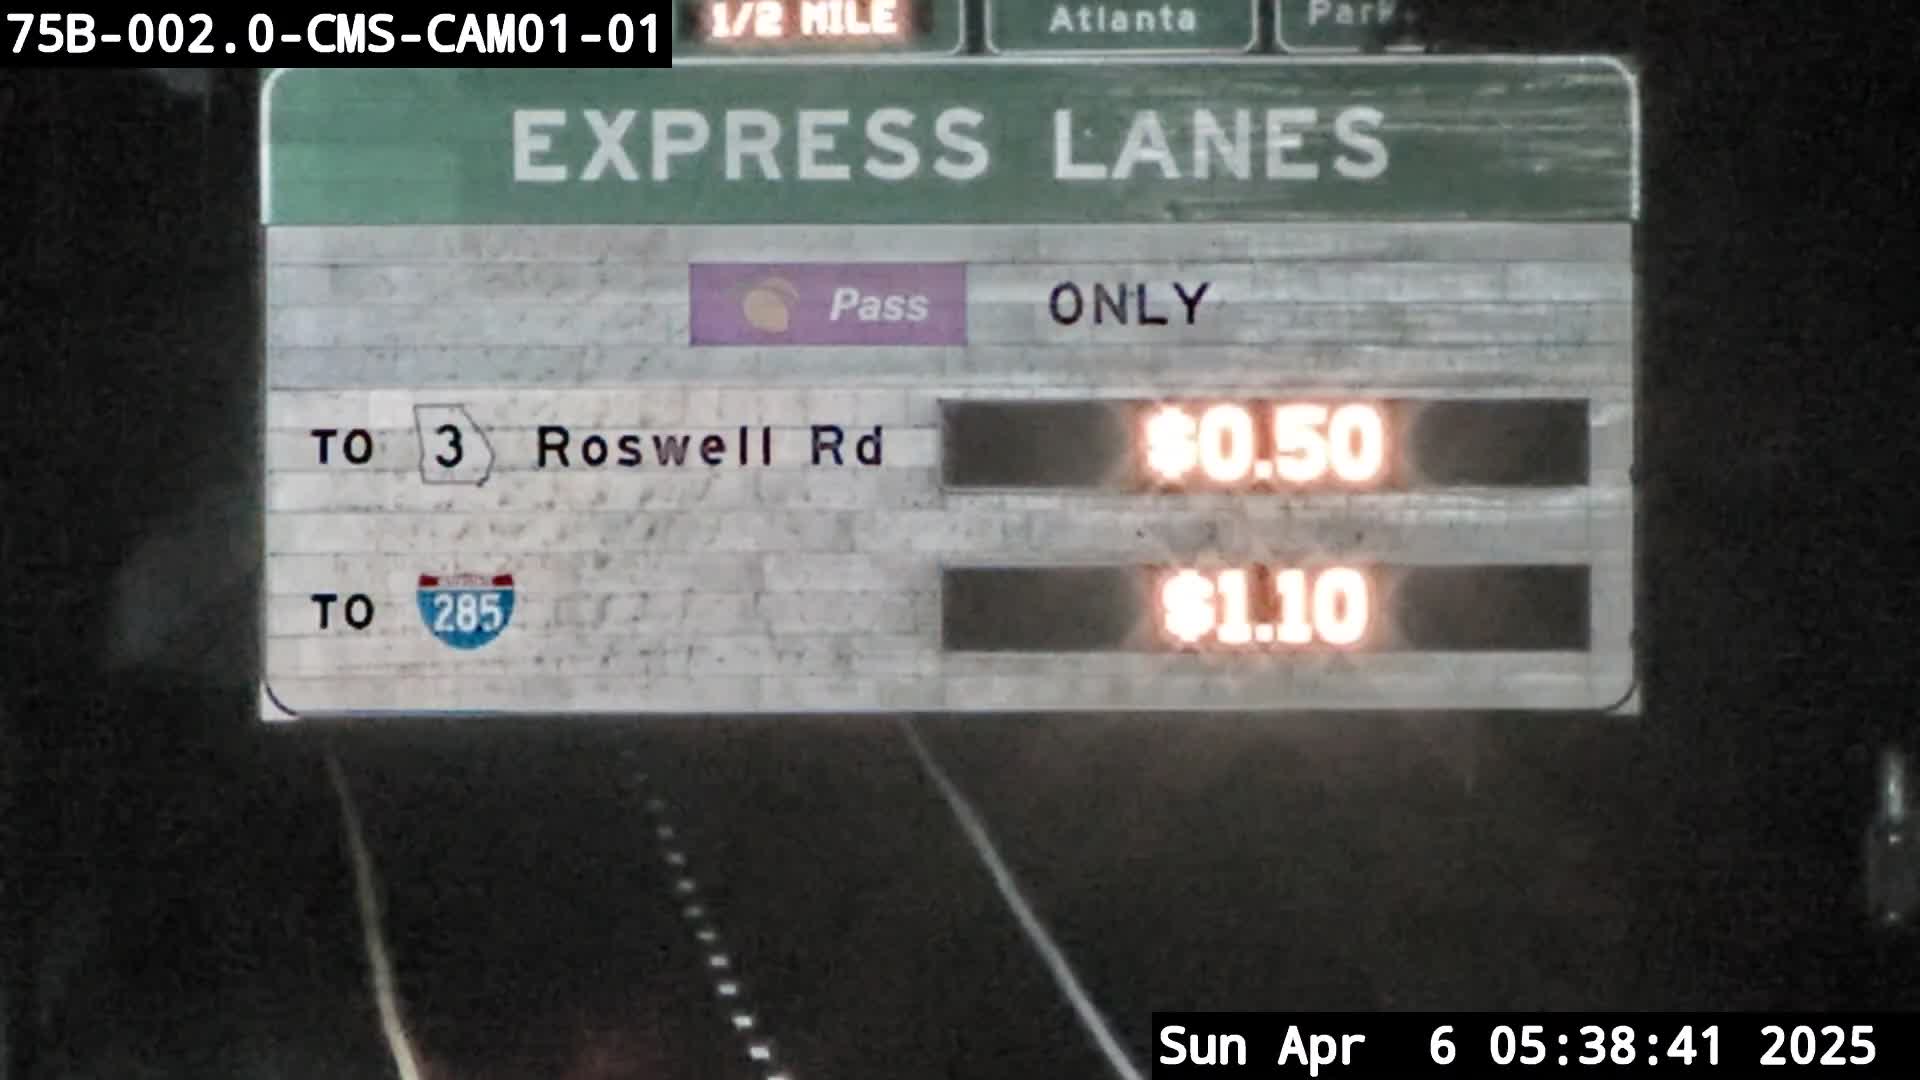 75B-002.0-CMS-CAM01-01
1/2 MILE
Atlanta
Park
EXPRESS LANES
Pass ONLY
TO 3 Roswell Rd $0.50
TO 285 $1.10
Sun Apr 6 05:38:41 2025